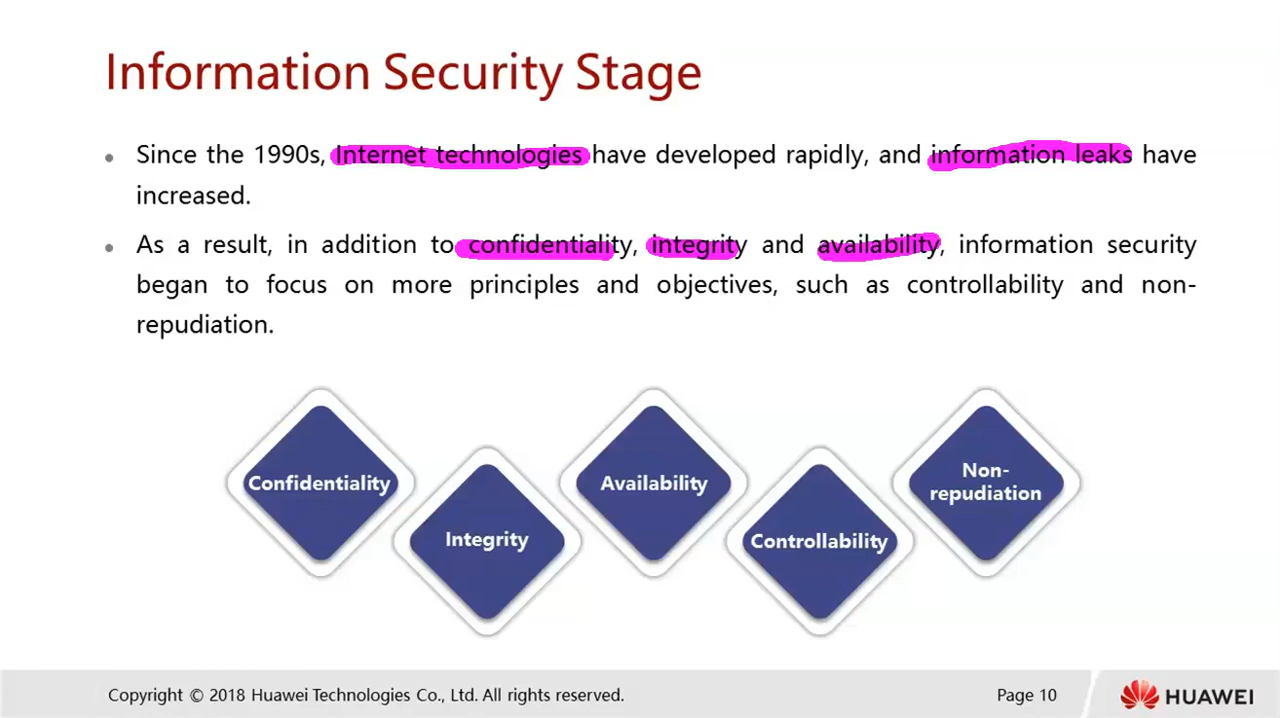 Information Security Stage
Since the 1990s, Internet technologies have developed rapidly, and information leaks have
increased.
As a result, in addition to confidentiality, integrity and availability, information security
began to focus on more principles and objectives, such as controllability and non-
repudiation.
Confidentiality
Integrity
Availability
Controllability
Non-
repudiation
Copyright © 2018 Huawei Technologies Co., Ltd. All rights reserved.
Page 10
HUAWEI